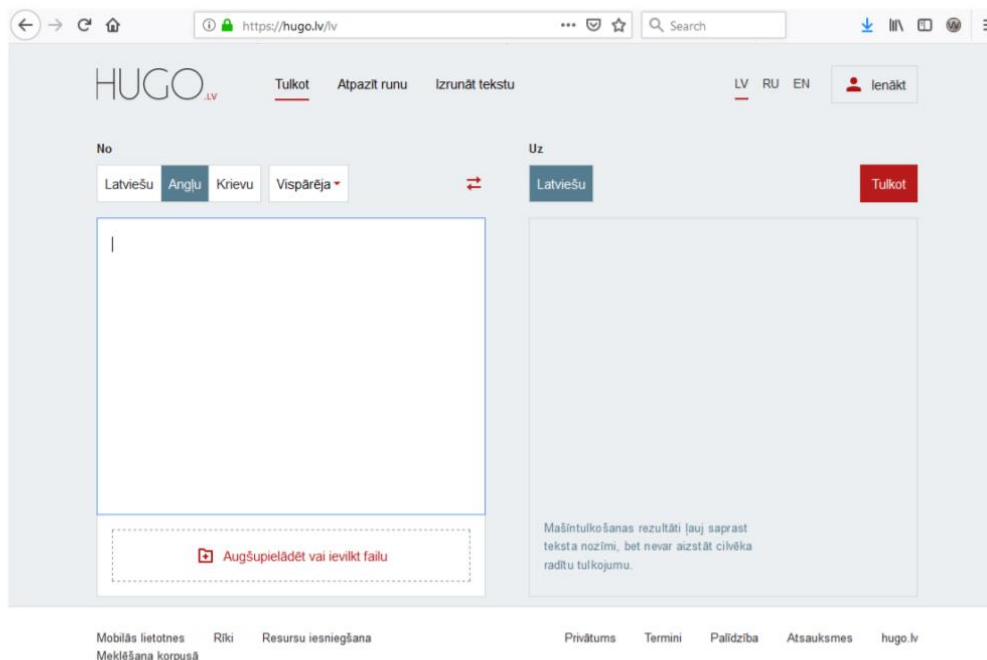 https://hugo.lv/lv
Search
HUGO.LV
Tulkot Atpazīt runu Izrunāt tekstu
LV RU EN
Ienākt
No
Uz
Latviešu Angļu Krievu Vispārēja
Latviešu
Tulkot
Augšupielādēt vai ievilkt failu
Mašīntulkošanas rezultāti ļauj saprast
teksta nozīmi, bet nevar aizstāt cilvēka
radītu tulkojumu.
Mobilās lietotnes Rīki Resursu iesniegšana
Meklēšana korpusā
Privātums Termini Palīdzība Atsauksmes hugo.lv